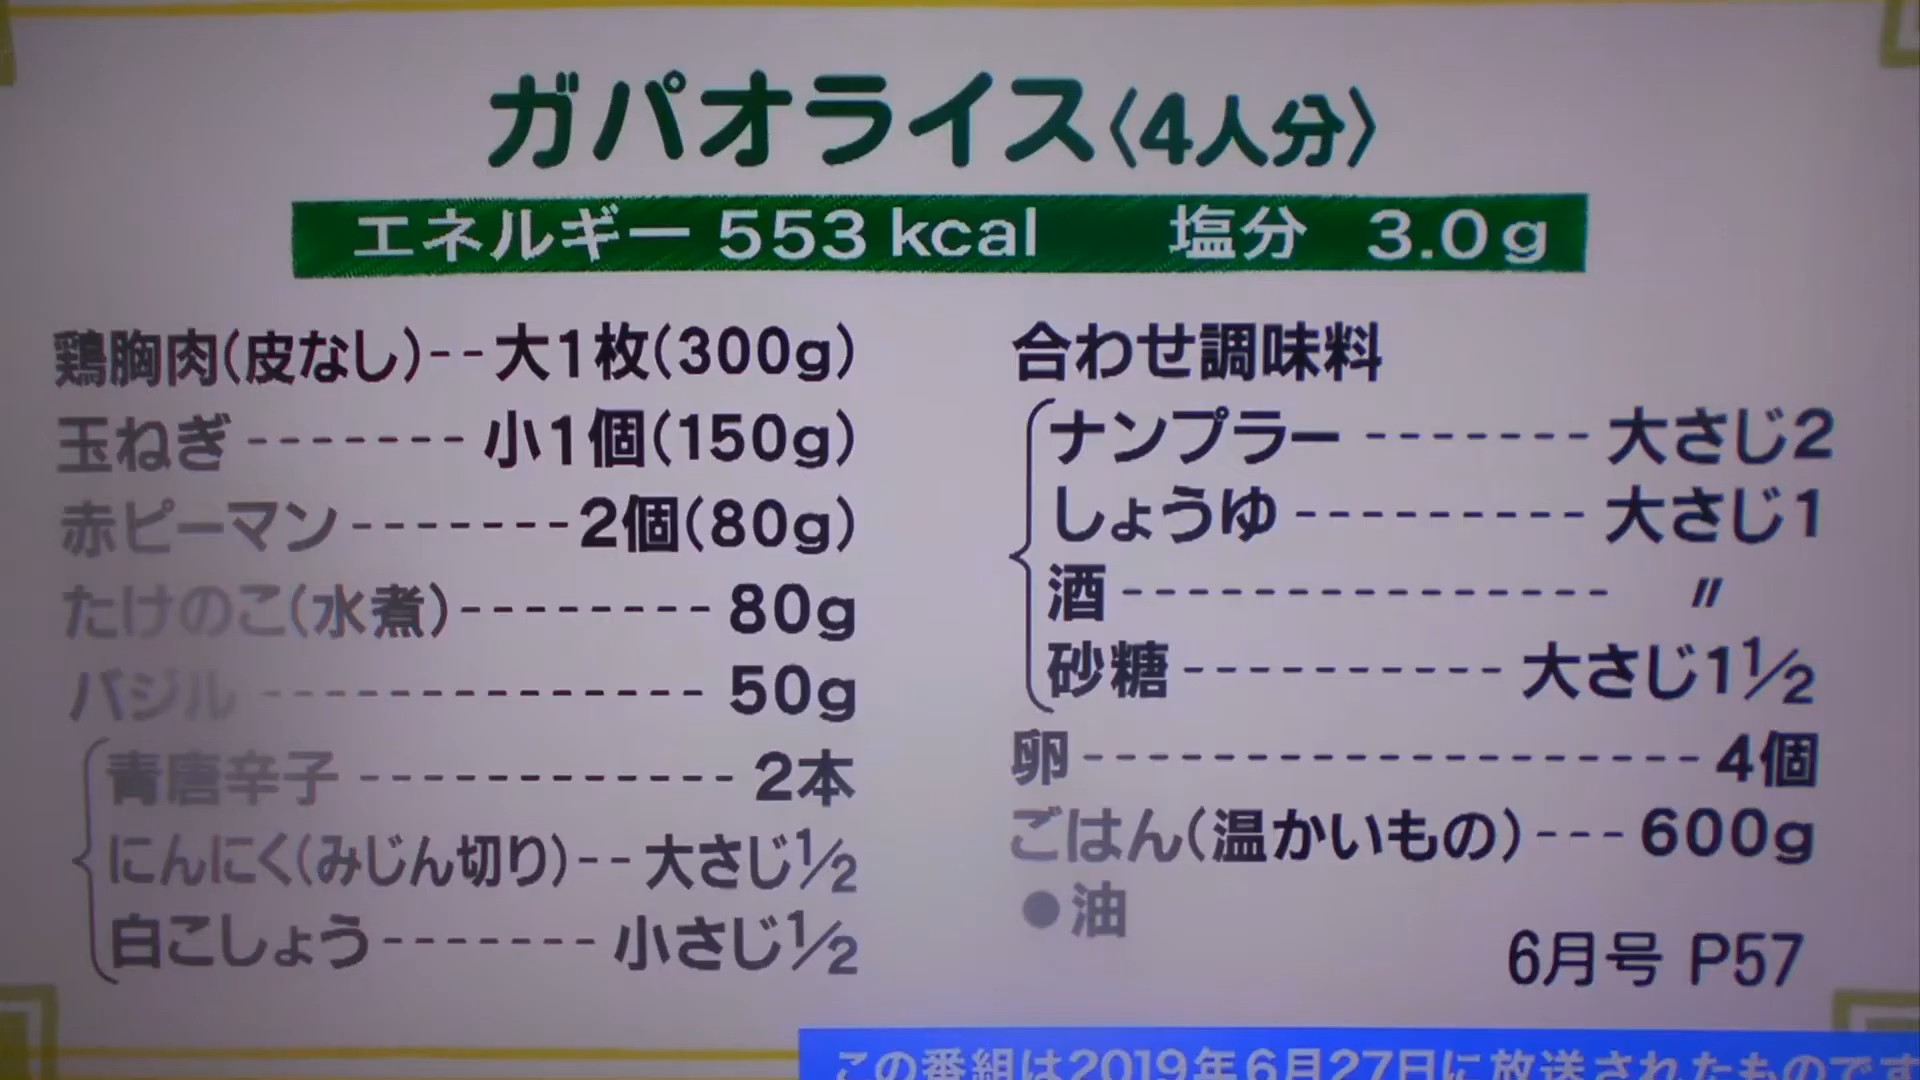 ガパオライス〈4人分〉
エネルギー 553 kcal 塩分 3.0g
鶏胸肉(皮なし)--大1枚(300g)
玉ねぎ-------小1個(150g)
赤ピーマン-------2個(80g)
たけのこ(水煮)--------80g
バジル--------------50g
青唐辛子------------2本
にんにく(みじん切り)--大さじ1/2
白こしょう-------小さじ1/2
合わせ調味料
ナンプラー-------大さじ2
しょうゆ---------大さじ1
酒---------------〃
砂糖----------大さじ1 1/2
卵------------------4個
ごはん(温かいもの)---600g
●油
6月号 P57
この番組は2019年6月27日に放送されたものです